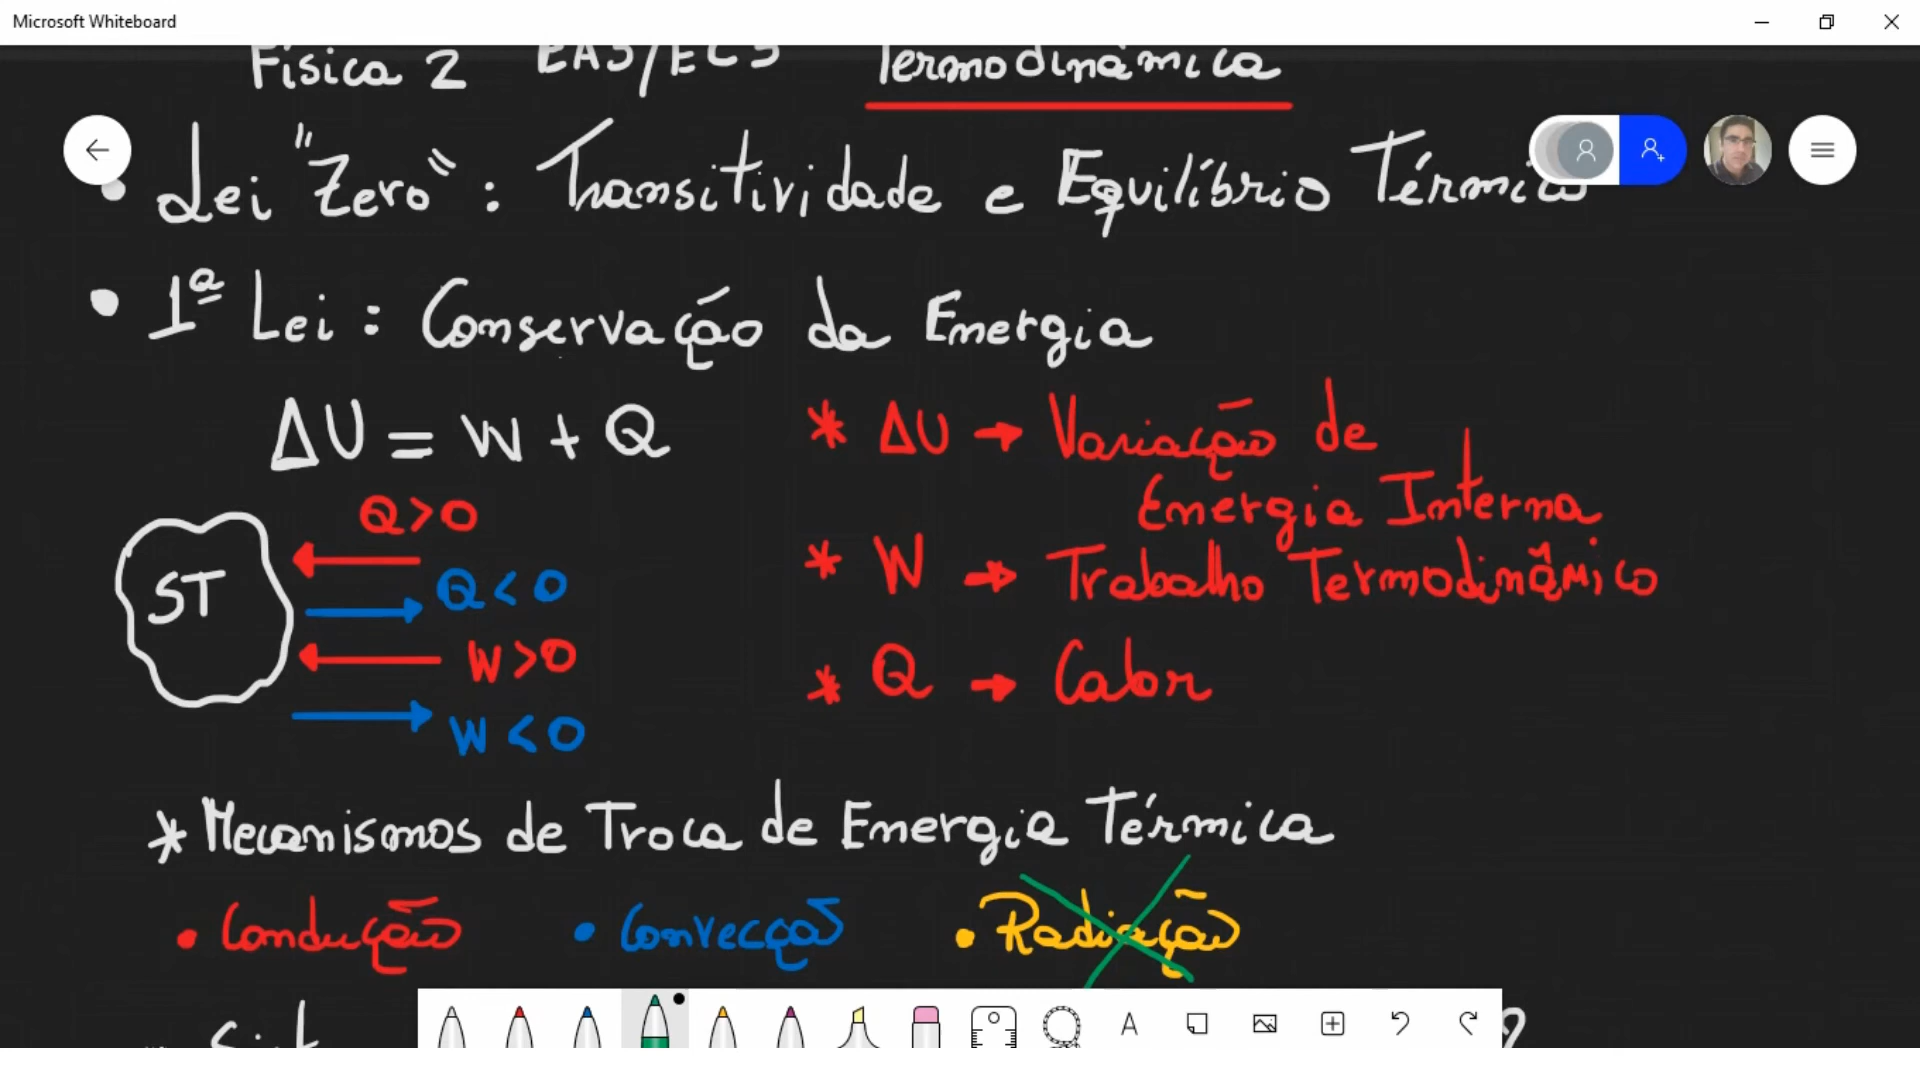 Microsoft Whiteboard
Física 2 EAS/ECS Termodinâmica
• Lei "Zero": Transitividade e Equilíbrio Térmico
• 1ª Lei: Conservação da Energia
ΔU = W + Q
* ΔU → Variação de
Energia Interna
* W → Trabalho Termodinâmico
* Q → Calor
ST
Q>0
Q<0
W>0
W<0
* Mecanismos de Troca de Energia Térmica
• Condução • Convecção • Radiação